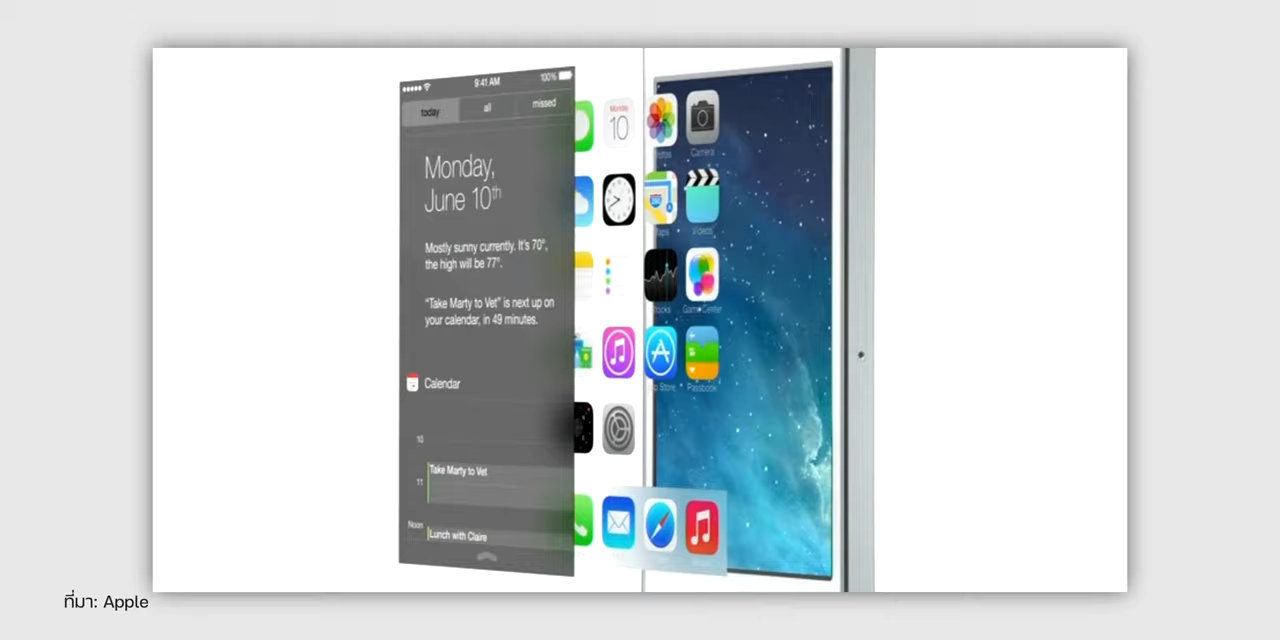 9:41 AM
100%
today
all
missed
Monday,
June 10th
Mostly sunny currently. It's 70°,
the high will be 77°.
“Take Marty to Vet” is next up on
your calendar, in 49 minutes.
Calendar
10
Take Marty to Vet
11
Noon
Lunch with Claire
Monday
10
Camera
Videos
Game Center
Passbook
ที่มา: Apple